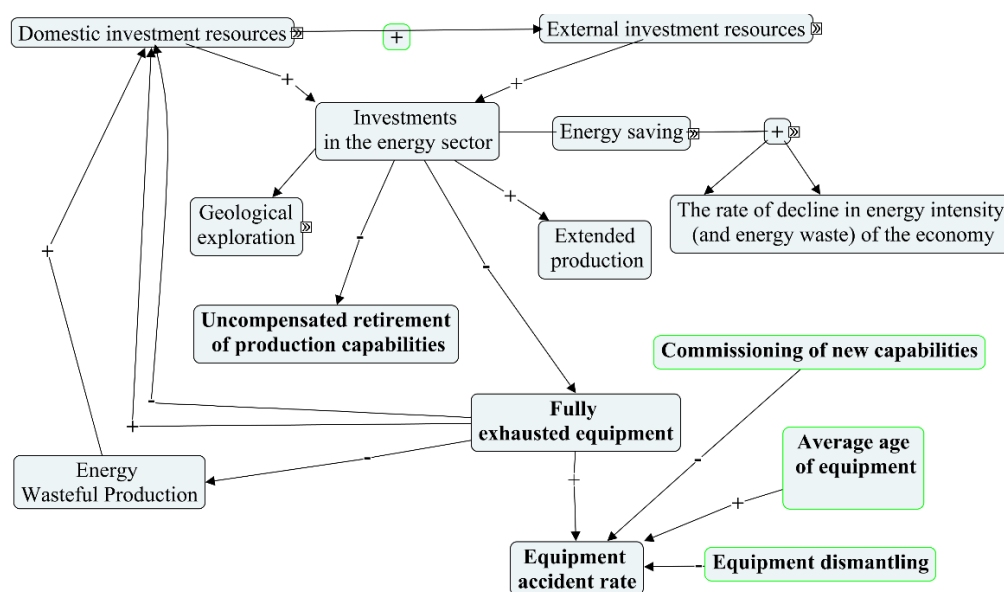 Domestic investment resources
+
External investment resources
+
+
Investments
in the energy sector
Energy saving
+
Geological
exploration
-
-
+
Extended
production
The rate of decline in energy intensity
(and energy waste) of the economy
+
Uncompensated retirement
of production capabilities
Commissioning of new capabilities
-
+
Fully
exhausted equipment
Average age
of equipment
-
Energy
Wasteful Production
-
+
+
Equipment
accident rate
-
Equipment dismantling